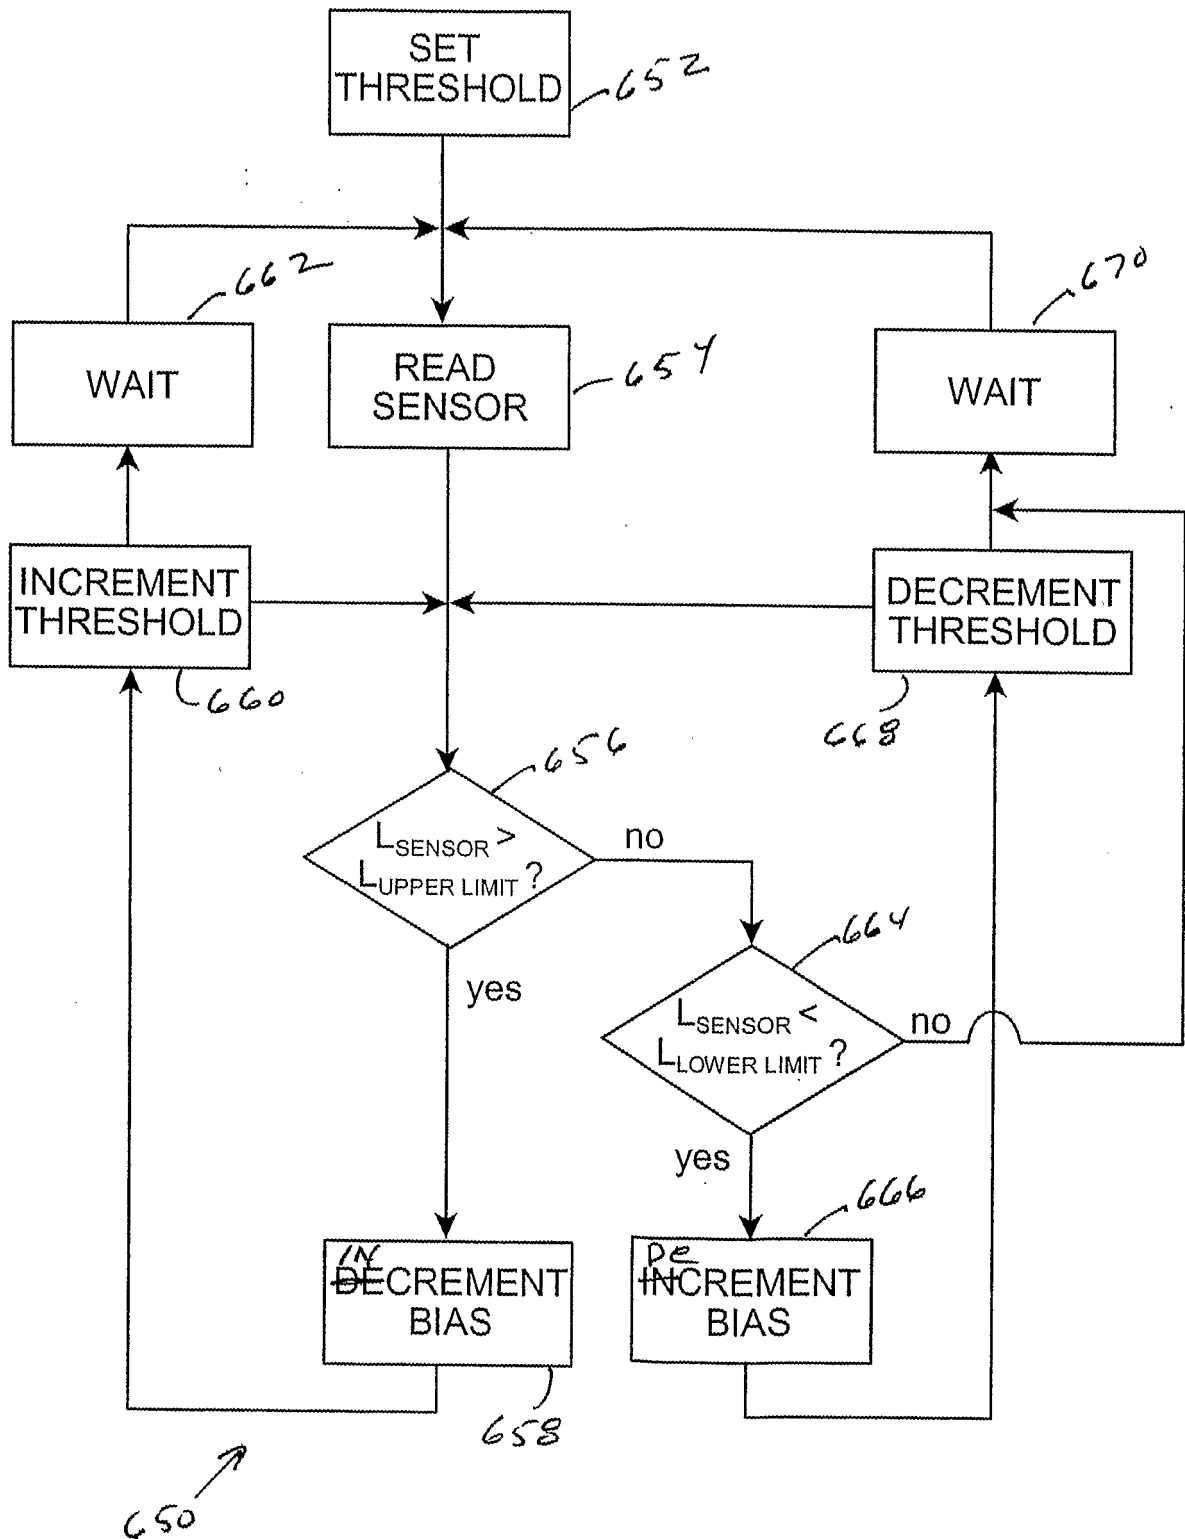 SET
THRESHOLD
652
662
670
WAIT
READ
SENSOR
654
WAIT
INCREMENT
THRESHOLD
660
DECREMENT
THRESHOLD
668
656
LSENSOR >
LUPPER LIMIT ?
no
yes
664
LSENSOR <
LLOWER LIMIT ?
no
yes
666
IN
DECREMENT
BIAS
658
De
INCREMENT
BIAS
650